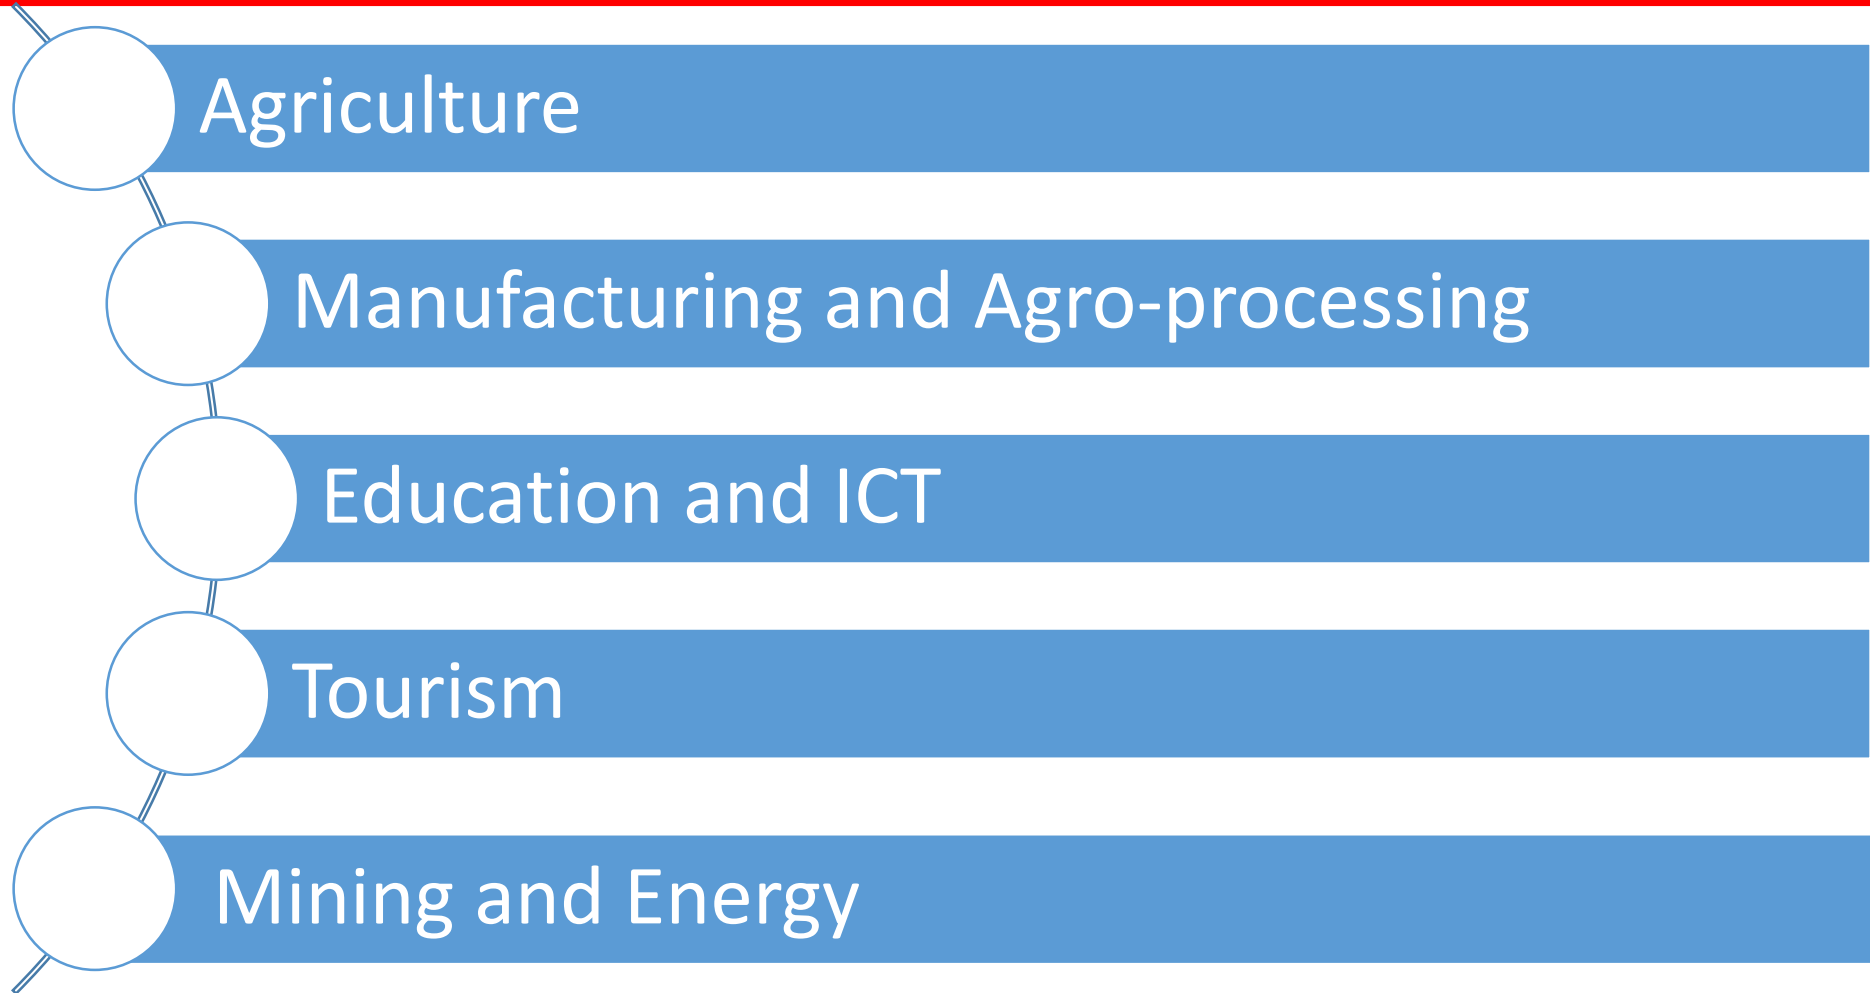 Agriculture
Manufacturing and Agro-processing
Education and ICT
Tourism
Mining and Energy